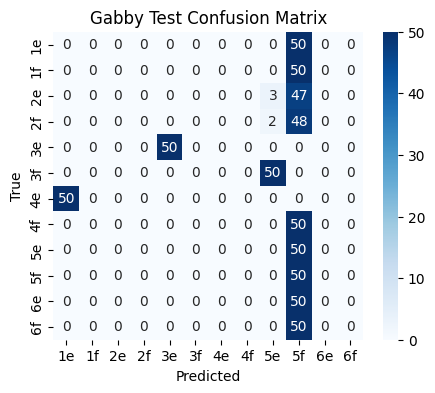 Gabby Test Confusion Matrix
1e 0 0 0 0 0 0 0 0 0 50 0 0
1f 0 0 0 0 0 0 0 0 0 50 0 0
2e 0 0 0 0 0 0 0 0 3 47 0 0
2f 0 0 0 0 0 0 0 0 2 48 0 0
3e 0 0 0 0 50 0 0 0 0 0 0 0
3f 0 0 0 0 0 0 0 0 50 0 0 0
4e 50 0 0 0 0 0 0 0 0 0 0 0
4f 0 0 0 0 0 0 0 0 0 50 0 0
5e 0 0 0 0 0 0 0 0 0 50 0 0
5f 0 0 0 0 0 0 0 0 0 50 0 0
6e 0 0 0 0 0 0 0 0 0 50 0 0
6f 0 0 0 0 0 0 0 0 0 50 0 0
1e 1f 2e 2f 3e 3f 4e 4f 5e 5f 6e 6f
Predicted
True
50
40
30
20
10
0